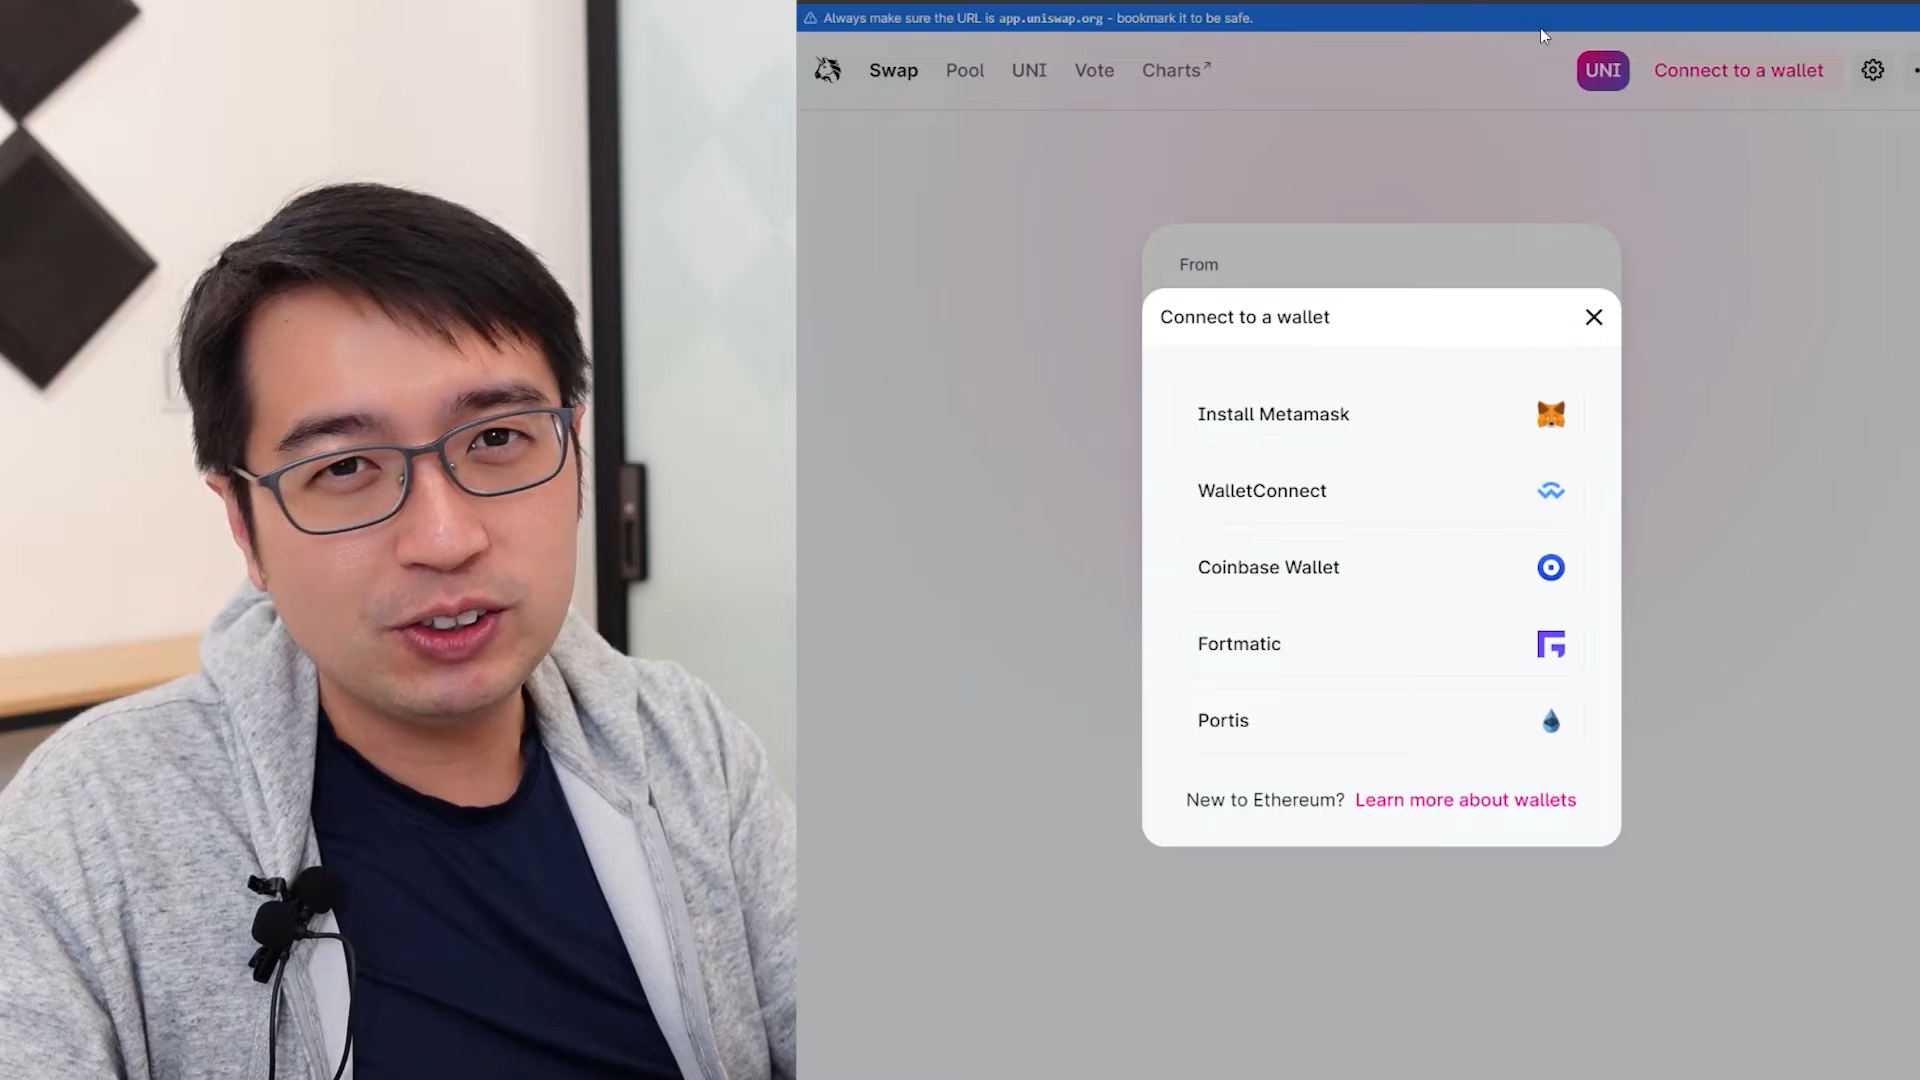 Always make sure the URL is app.uniswap.org - bookmark it to be safe.
Swap Pool UNI Vote Charts↗ UNI Connect to a wallet
From
Connect to a wallet
Install Metamask
WalletConnect
Coinbase Wallet
Fortmatic
Portis
New to Ethereum? Learn more about wallets